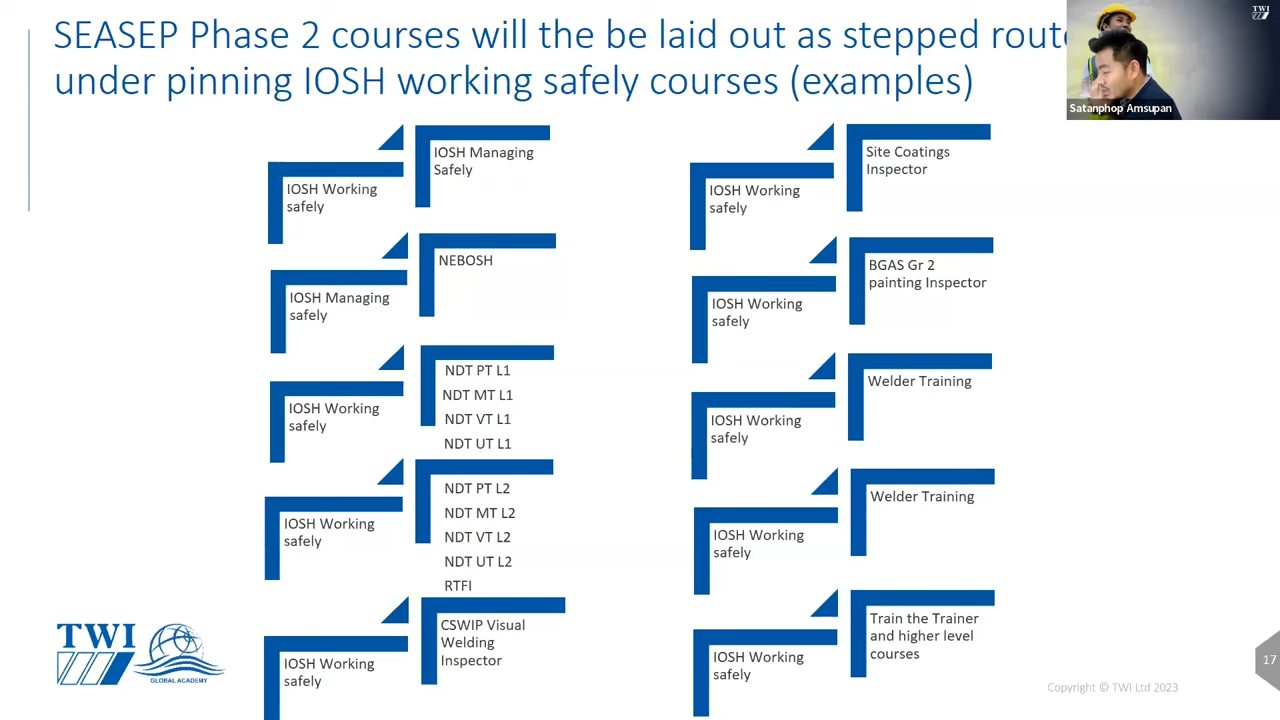 SEASEP Phase 2 courses will the be laid out as stepped route
under pinning IOSH working safely courses (examples)
TWI
Satanphop Amsupan
IOSH Managing
Safely
IOSH Working
safely
NEBOSH
IOSH Managing
safely
NDT PT L1
NDT MT L1
NDT VT L1
NDT UT L1
IOSH Working
safely
NDT PT L2
NDT MT L2
NDT VT L2
NDT UT L2
RTFI
IOSH Working
safely
CSWIP Visual
Welding
Inspector
IOSH Working
safely
Site Coatings
Inspector
IOSH Working
safely
BGAS Gr 2
painting Inspector
IOSH Working
safely
Welder Training
IOSH Working
safely
Welder Training
IOSH Working
safely
Train the Trainer
and higher level
courses
IOSH Working
safely
TWI
GLOBAL ACADEMY
17
Copyright © TWI Ltd 2023